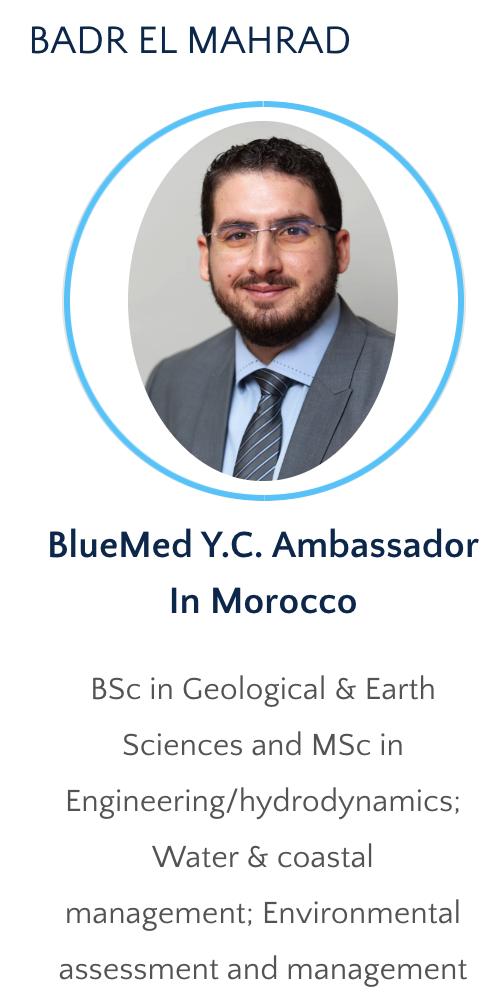 BADR EL MAHRAD
BlueMed Y.C. Ambassador
In Morocco
BSc in Geological & Earth
Sciences and MSc in
Engineering/hydrodynamics;
Water & coastal
management; Environmental
assessment and management